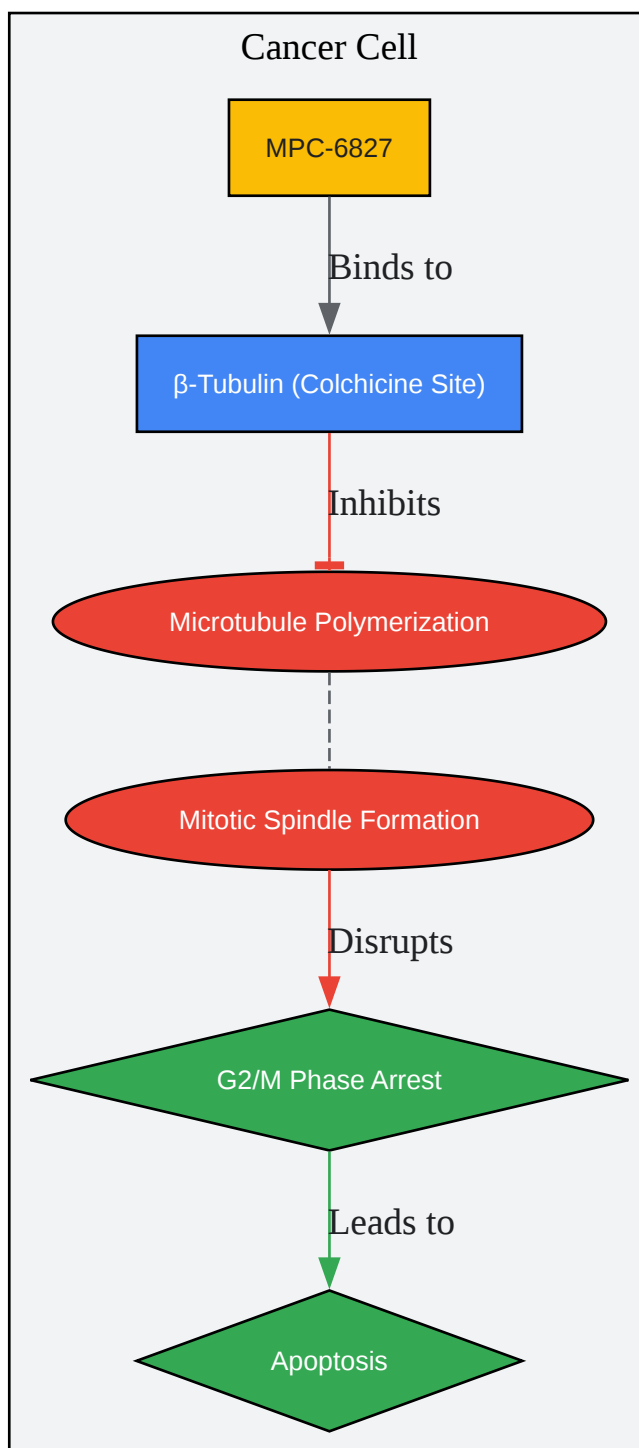 Cancer Cell
MPC-6827
Binds to
β-Tubulin (Colchicine Site)
Inhibits
Microtubule Polymerization
Mitotic Spindle Formation
Disrupts
G2/M Phase Arrest
Leads to
Apoptosis